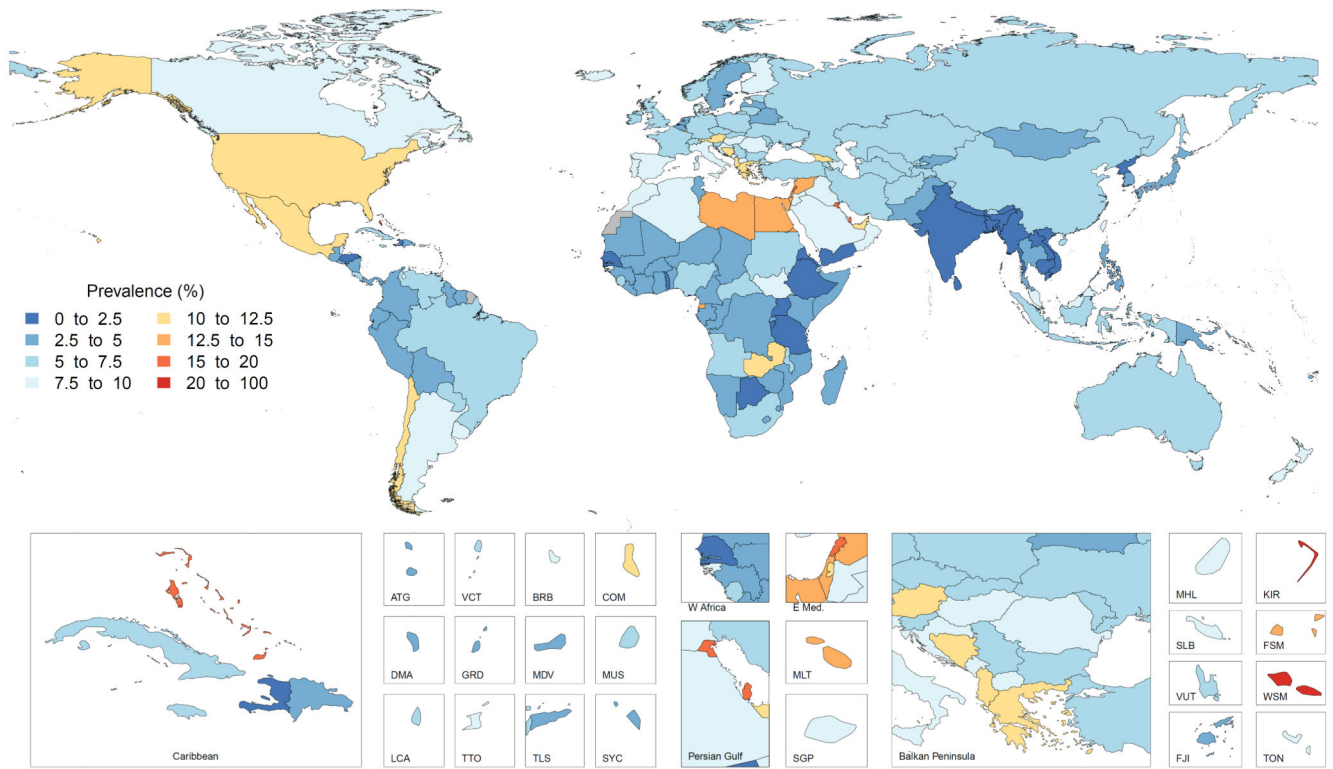 Prevalence (%)
0 to 2.5
10 to 12.5
2.5 to 5
12.5 to 15
5 to 7.5
15 to 20
7.5 to 10
20 to 100
Caribbean
ATG
VCT
BRB
COM
DMA
GRD
MDV
MUS
LCA
TTO
TLS
SYC
W Africa
E Med.
Persian Gulf
MLT
SGP
Balkan Peninsula
MHL
KIR
SLB
FSM
VUT
WSM
FJI
TON